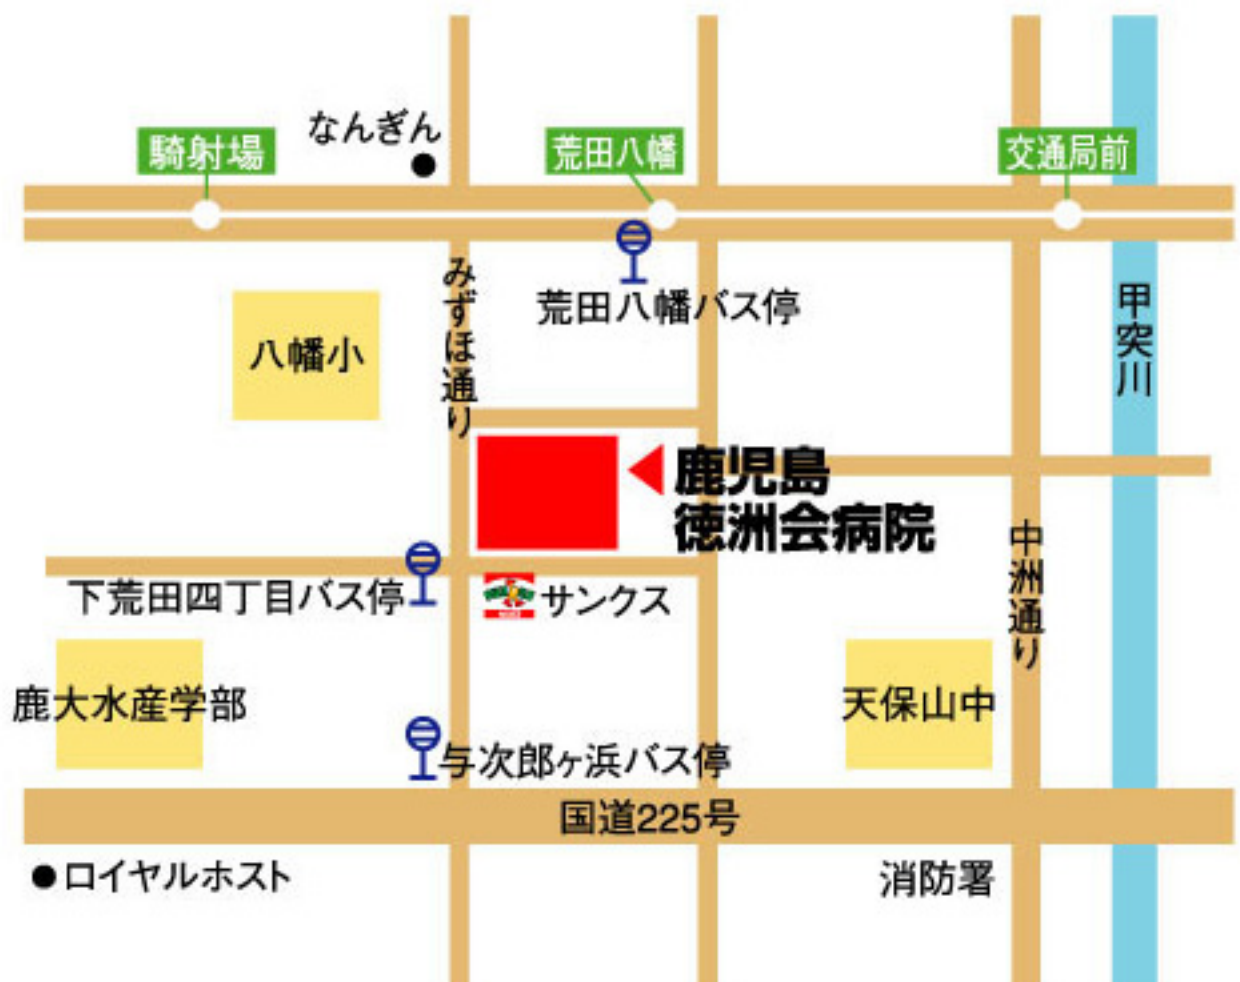 なんぎん
騎射場
荒田八幡
交通局前
みずほ通り
荒田八幡バス停
甲突川
八幡小
鹿児島
徳洲会病院
中洲通り
下荒田四丁目バス停
サンクス
鹿大水産学部
天保山中
与次郎ヶ浜バス停
国道225号
ロイヤルホスト
消防署